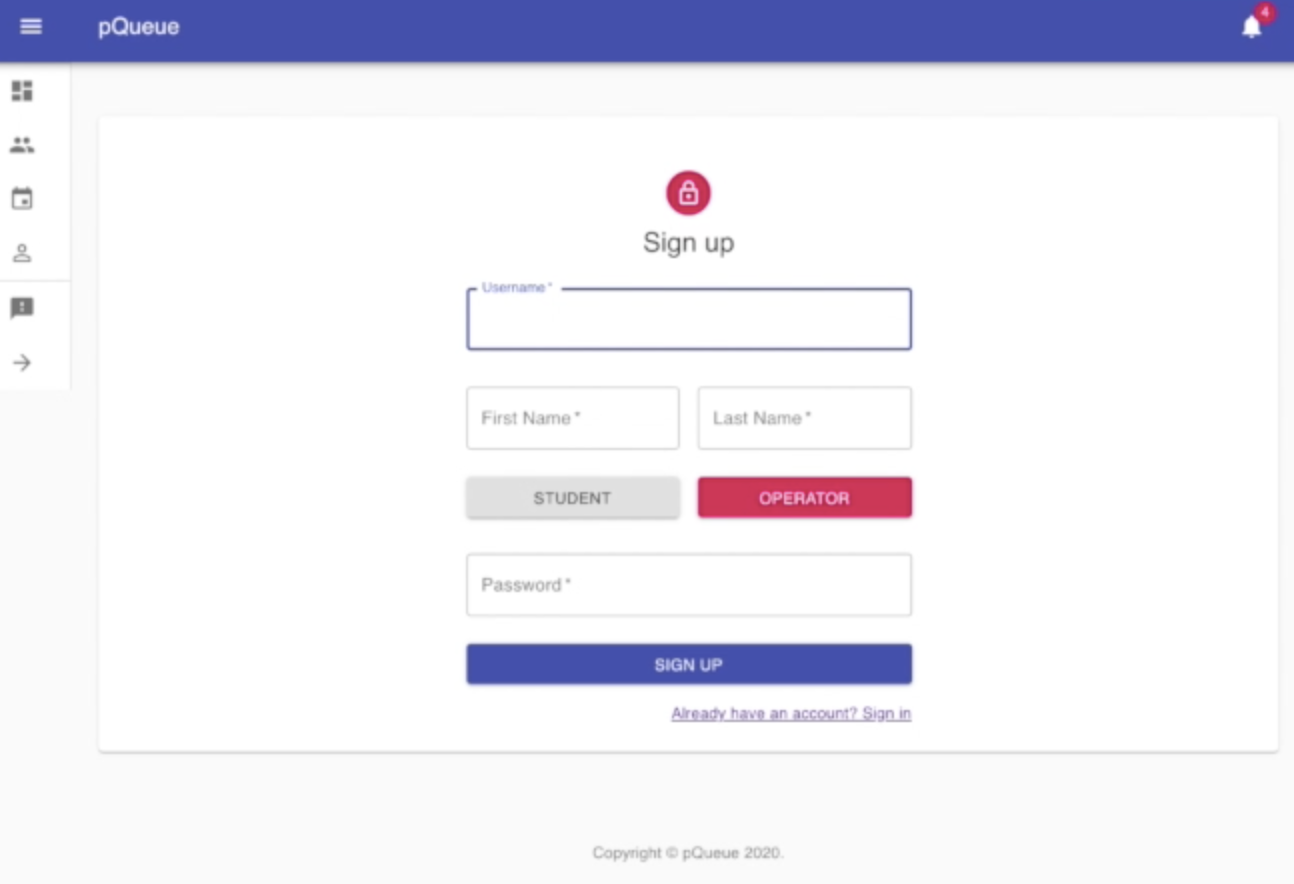 pQueue
4
Sign up
Username *
First Name *
Last Name *
STUDENT
OPERATOR
Password *
SIGN UP
Already have an account? Sign in
Copyright © pQueue 2020.